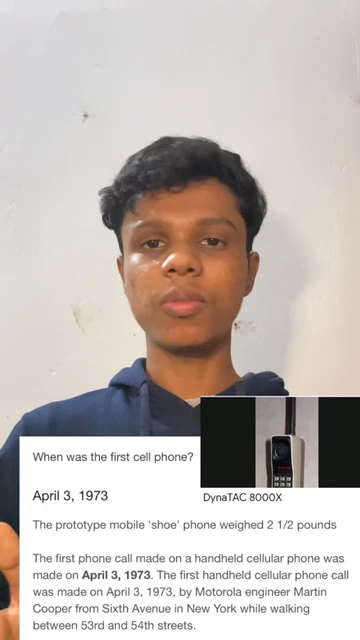 When was the first cell phone?
DynaTAC 8000X
April 3, 1973
The prototype mobile 'shoe' phone weighed 2 1/2 pounds
The first phone call made on a handheld cellular phone was
made on April 3, 1973. The first handheld cellular phone call
was made on April 3, 1973, by Motorola engineer Martin
Cooper from Sixth Avenue in New York while walking
between 53rd and 54th streets.